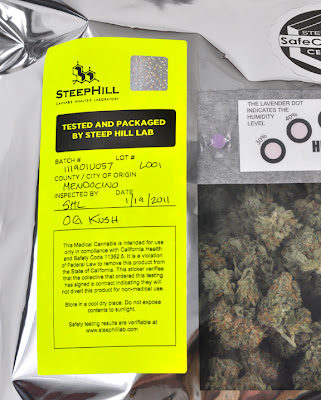 STEEPHILL
CANNABIS ANALYSIS LABORATORY
TESTED AND PACKAGED
BY STEEP HILL LAB
BATCH # LOT #
111901U057 L001
COUNTY / CITY OF ORIGIN
MENDOCINO
INSPECTED BY DATE
SHL 1/19/2011
OG KUSH
This Medical Cannabis is intended for use
only in compliance with California Health
and Safety Code 11362.5. It is a violation
of Federal Law to remove this product from
the State of California. This sticker verifies
that the collective that ordered this testing
has signed a contract indicating they will
not divert product for non-medical use.
Store in a cool dry place. Do not expose
contents to sunlight.
Safety testing results are verifiable at
www.steephilllab.com
STE
SafeC
CE
THE LAVENDER DOT
INDICATES THE
HUMIDITY
LEVEL
30%
40%
H